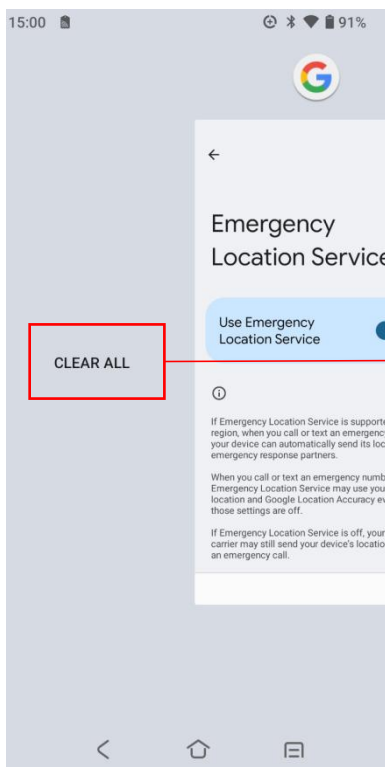 15:00
91%
Emergency
Location Service
Use Emergency
Location Service
CLEAR ALL
If Emergency Location Service is supporte
region, when you call or text an emergency
your device can automatically send its loc
emergency response partners.
When you call or text an emergency numb
Emergency Location Service may use you
location and Google Location Accuracy ev
those settings are off.
If Emergency Location Service is off, your
carrier may still send your device's locatio
an emergency call.